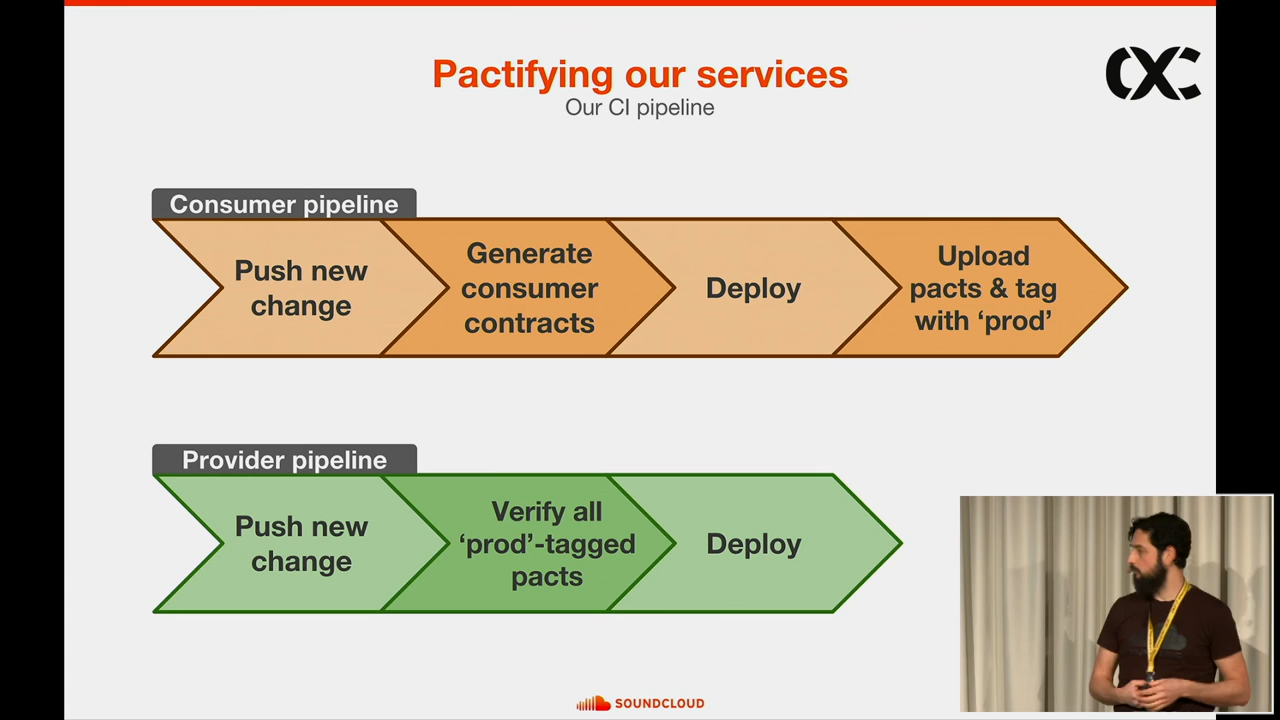 Pactifying our services
Our CI pipeline
Consumer pipeline
Push new
change
Generate
consumer
contracts
Deploy
Upload
pacts & tag
with ‘prod’
Provider pipeline
Push new
change
Verify all
‘prod’-tagged
pacts
Deploy
SOUNDCLOUD